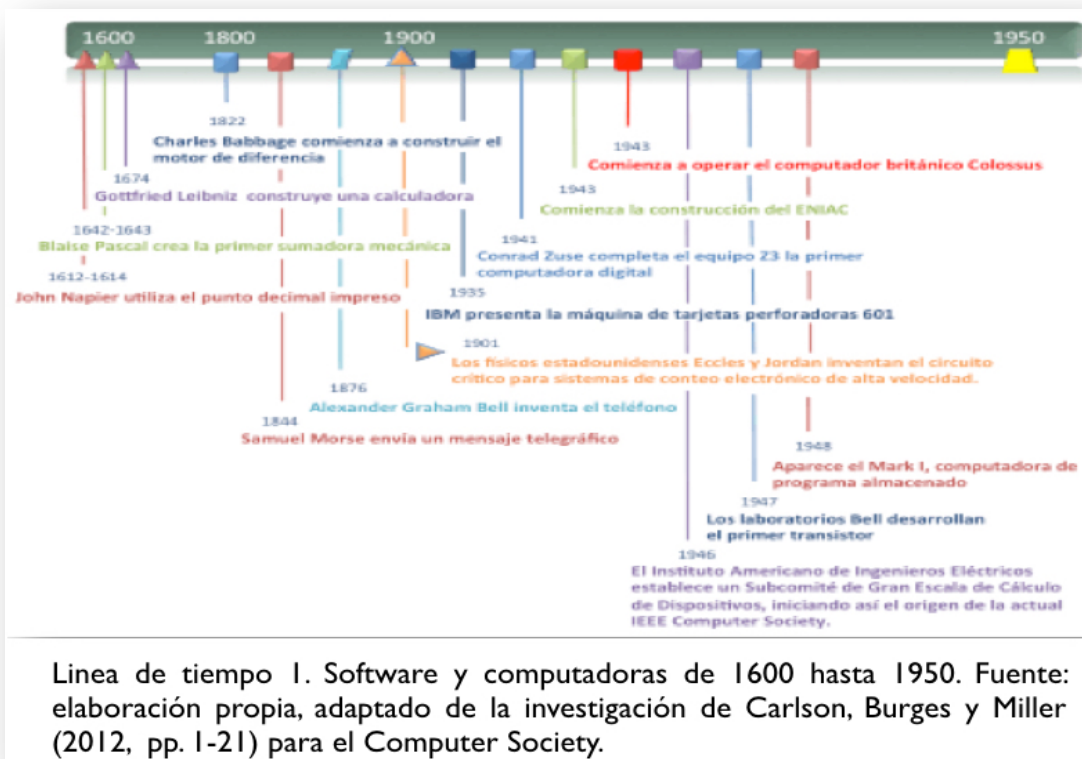 1600 1800 1900 1950
1822
Charles Babbage comienza a construir el
motor de diferencia
1943
Comienza a operar el computador británico Colossus
1674
Gottfried Leibniz construye una calculadora
1943
Comienza la construcción del ENIAC
1642-1643
Blaise Pascal crea la primer sumadora mecánica
1941
Conrad Zuse completa el equipo Z3 la primer
computadora digital
1612-1614
John Napier utiliza el punto decimal impreso
1935
IBM presenta la máquina de tarjetas perforadoras 601
1901
Los físicos estadounidenses Eccles y Jordan inventan el circuito
crítico para sistemas de conteo electrónico de alta velocidad.
1876
Alexander Graham Bell inventa el teléfono
1844
Samuel Morse envía un mensaje telegráfico
1948
Aparece el Mark I, computadora de
programa almacenado
1947
Los laboratorios Bell desarrollan
el primer transistor
1946
El Instituto Americano de Ingenieros Eléctricos
establece un Subcomité de Gran Escala de Cálculo
de Dispositivos, iniciando así el origen de la actual
IEEE Computer Society.
Linea de tiempo 1. Software y computadoras de 1600 hasta 1950. Fuente:
elaboración propia, adaptado de la investigación de Carlson, Burges y Miller
(2012, pp. 1-21) para el Computer Society.